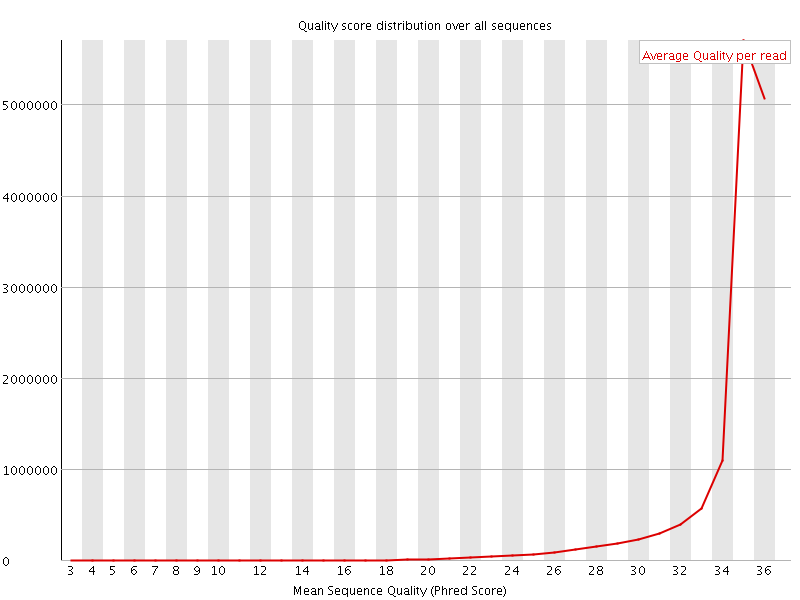 Quality score distribution over all sequences
Average Quality per read
5000000
4000000
3000000
2000000
1000000
0
3 4 5 6 7 8 9 10 12 14 16 18 20 22 24 26 28 30 32 34 36
Mean Sequence Quality (Phred Score)